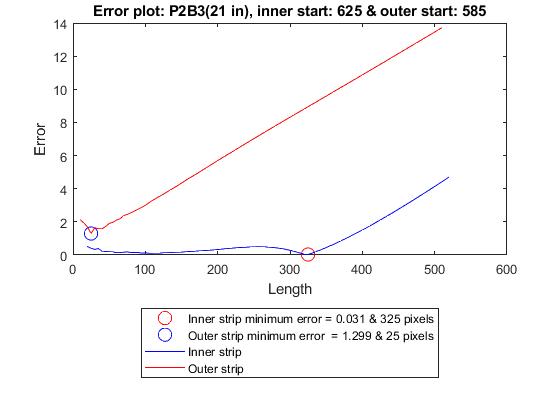 Error plot: P2B3(21 in), inner start: 625 & outer start: 585
14
12
10
8
6
4
2
0
Error
0 100 200 300 400 500 600
Length
Inner strip minimum error = 0.031 & 325 pixels
Outer strip minimum error = 1.299 & 25 pixels
Inner strip
Outer strip